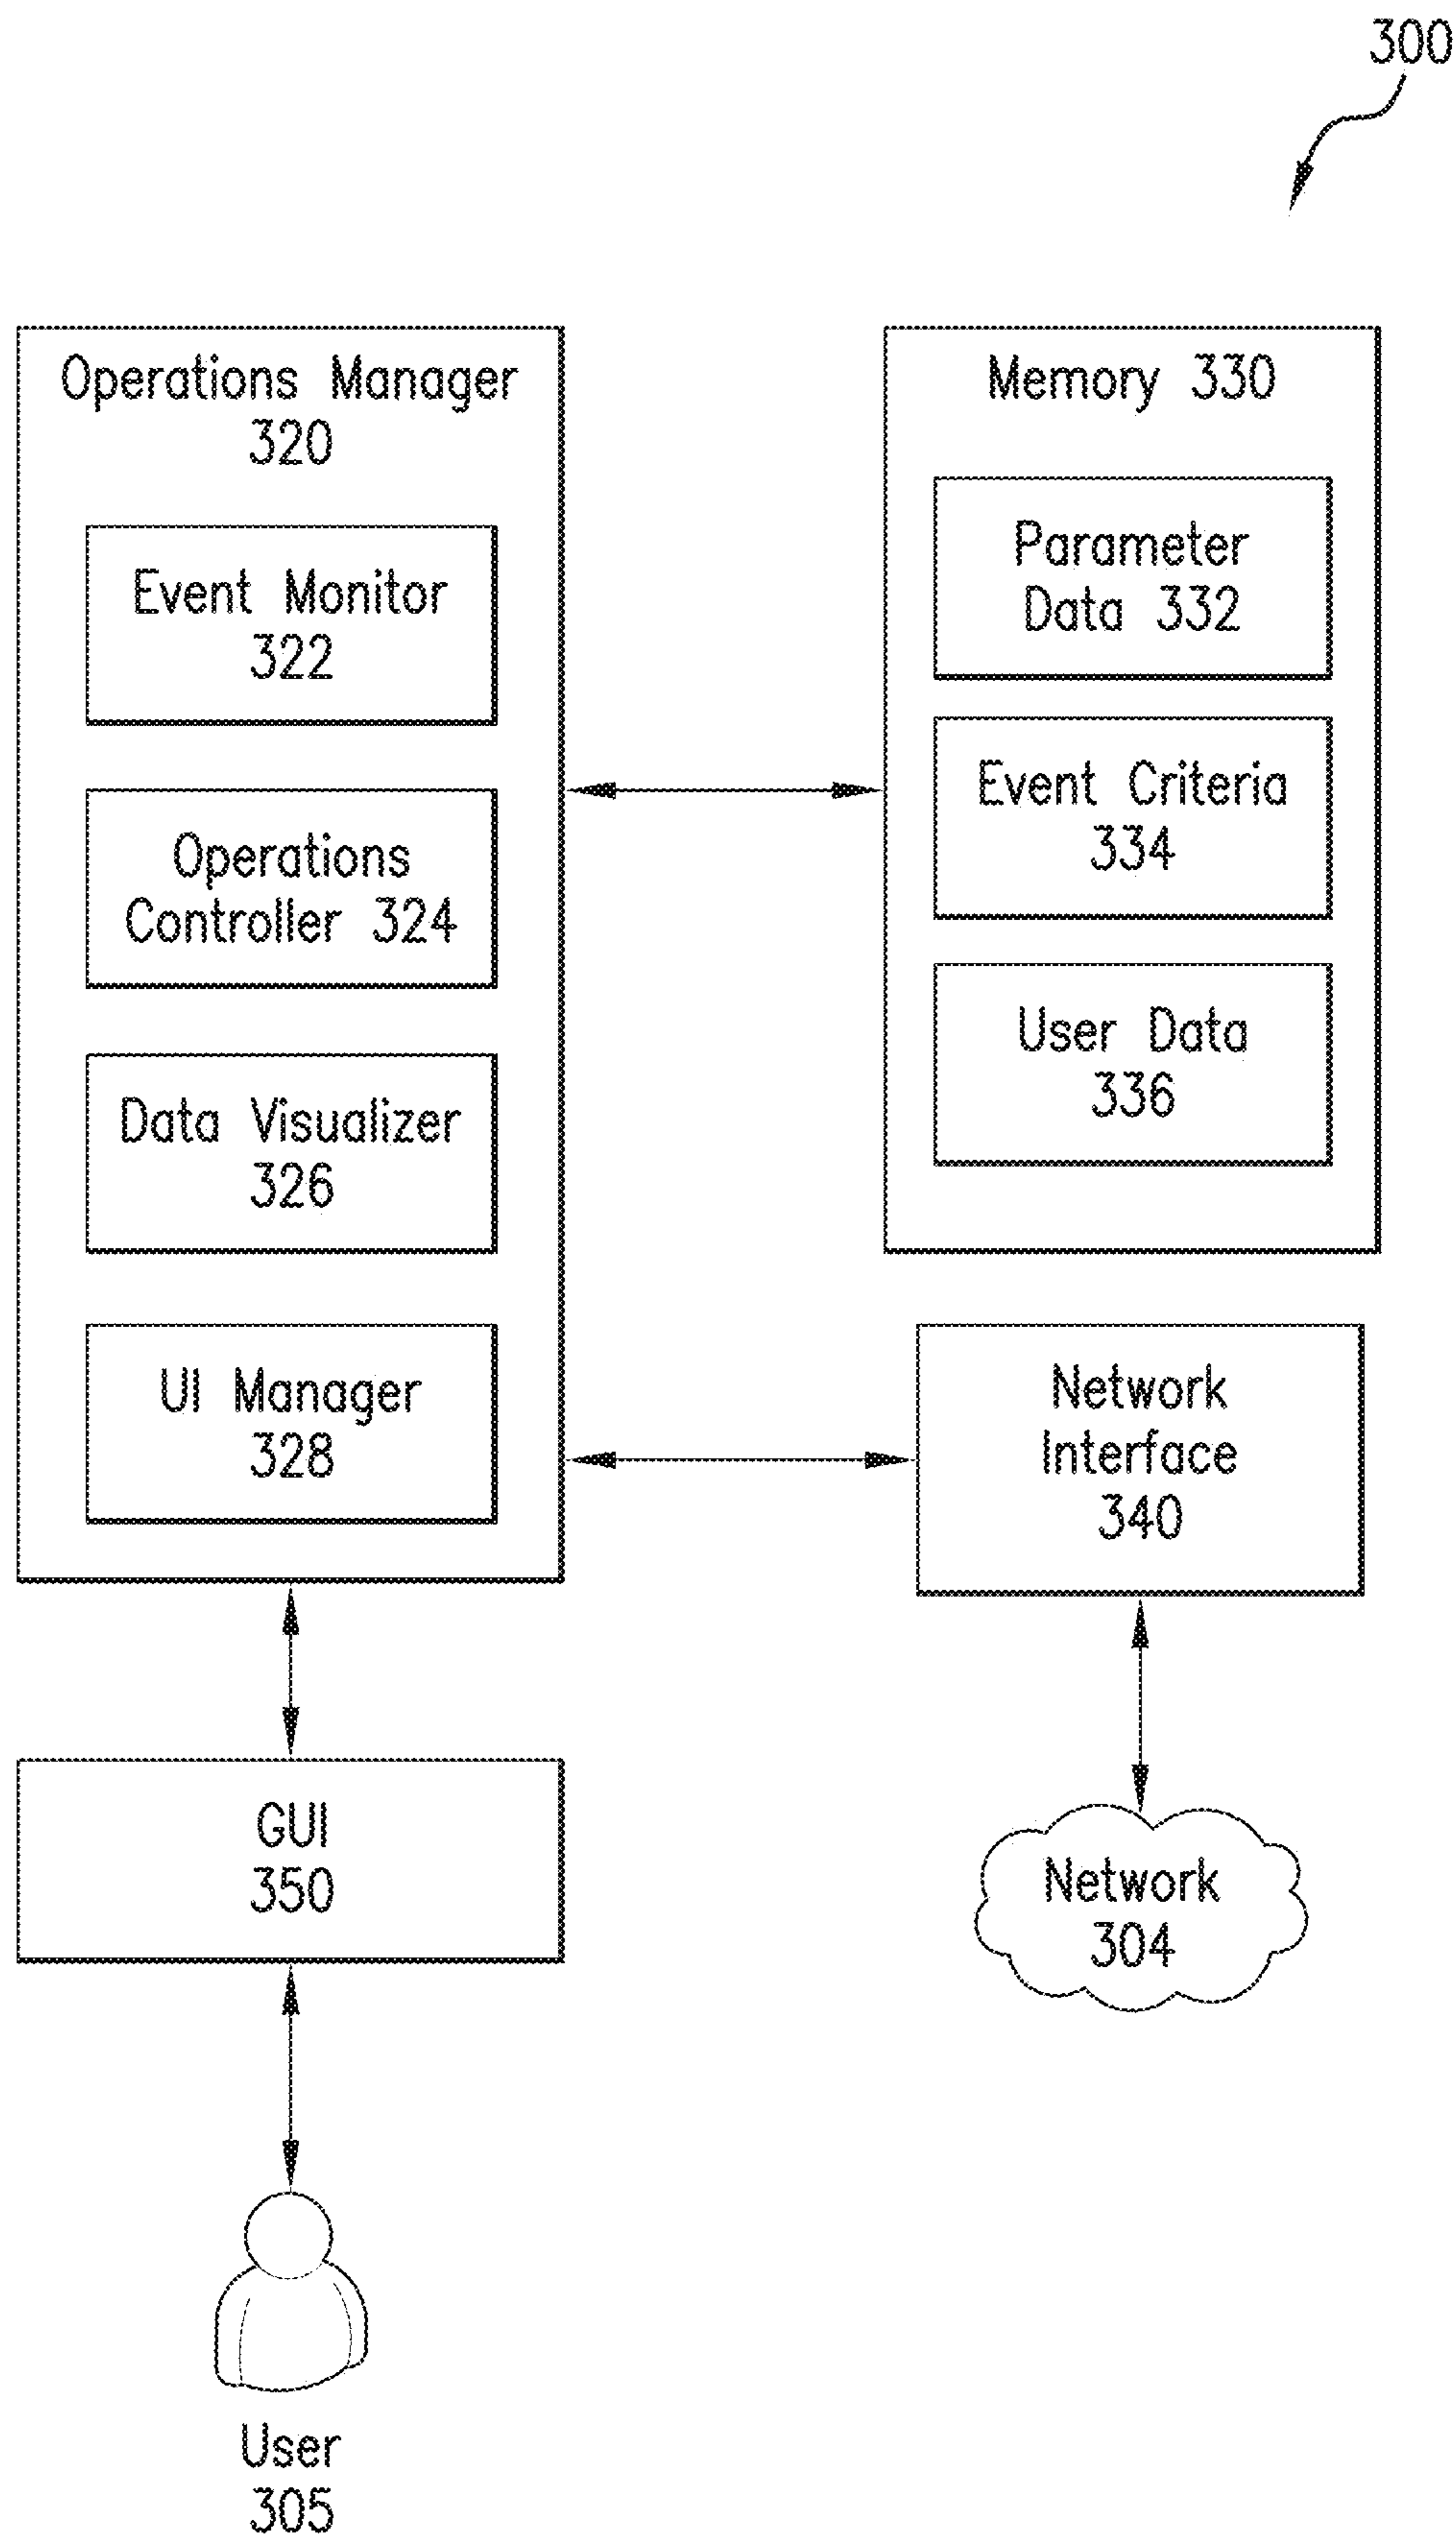 300
Operations Manager
320
Event Monitor
322
Operations
Controller 324
Data Visualizer
326
UI Manager
328
Memory 330
Parameter
Data 332
Event Criteria
334
User Data
336
Network
Interface
340
GUI
350
Network
304
User
305